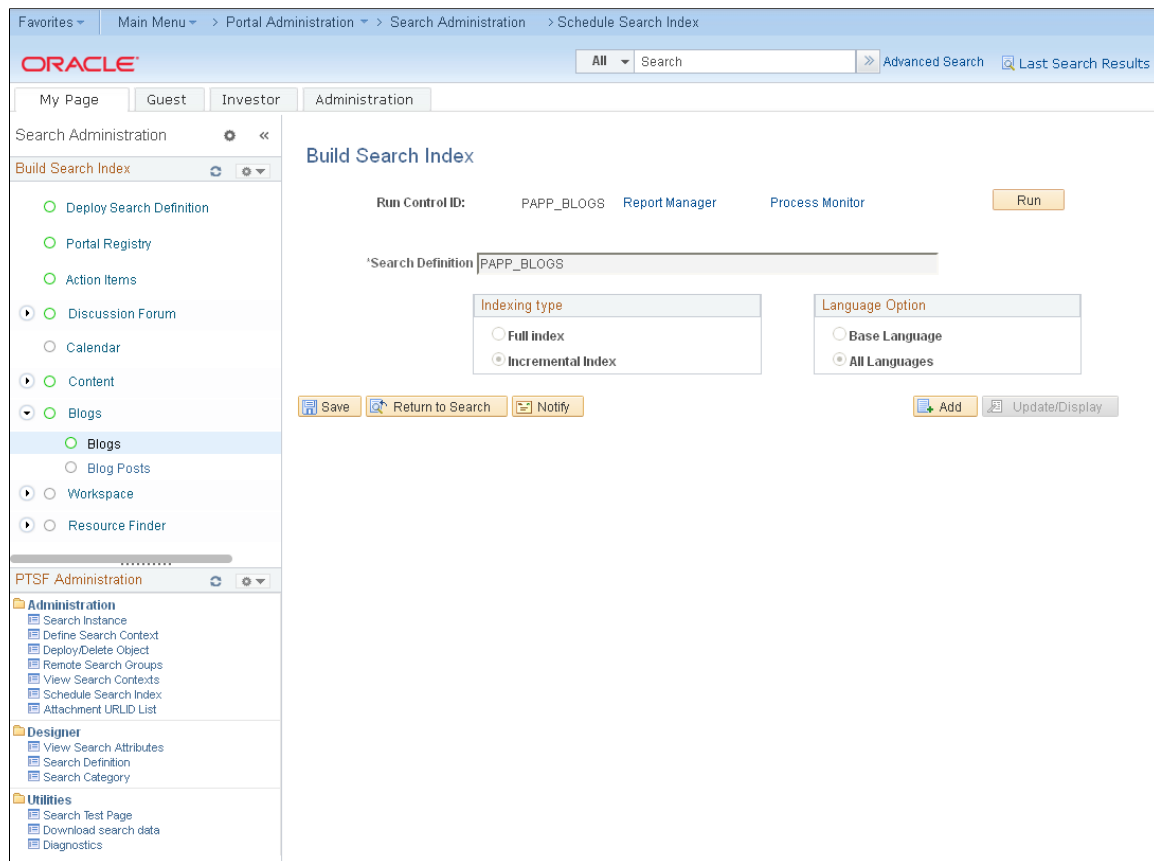 Favorites Main Menu > Portal Administration > Search Administration > Schedule Search Index
ORACLE All Search » Advanced Search Last Search Results
My Page Guest Investor Administration
Search Administration «
Build Search Index
Deploy Search Definition
Portal Registry
Action Items
Discussion Forum
Calendar
Content
Blogs
Blogs
Blog Posts
Workspace
Resource Finder
PTSF Administration
Administration
Search Instance
Define Search Context
Deploy/Delete Object
Remote Search Groups
View Search Contexts
Schedule Search Index
Attachment URLID List
Designer
View Search Attributes
Search Definition
Search Category
Utilities
Search Test Page
Download search data
Diagnostics
Build Search Index
Run Control ID: PAPP_BLOGS Report Manager Process Monitor Run
*Search Definition PAPP_BLOGS
Indexing type
Full index
Incremental Index
Language Option
Base Language
All Languages
Save Return to Search Notify Add Update/Display